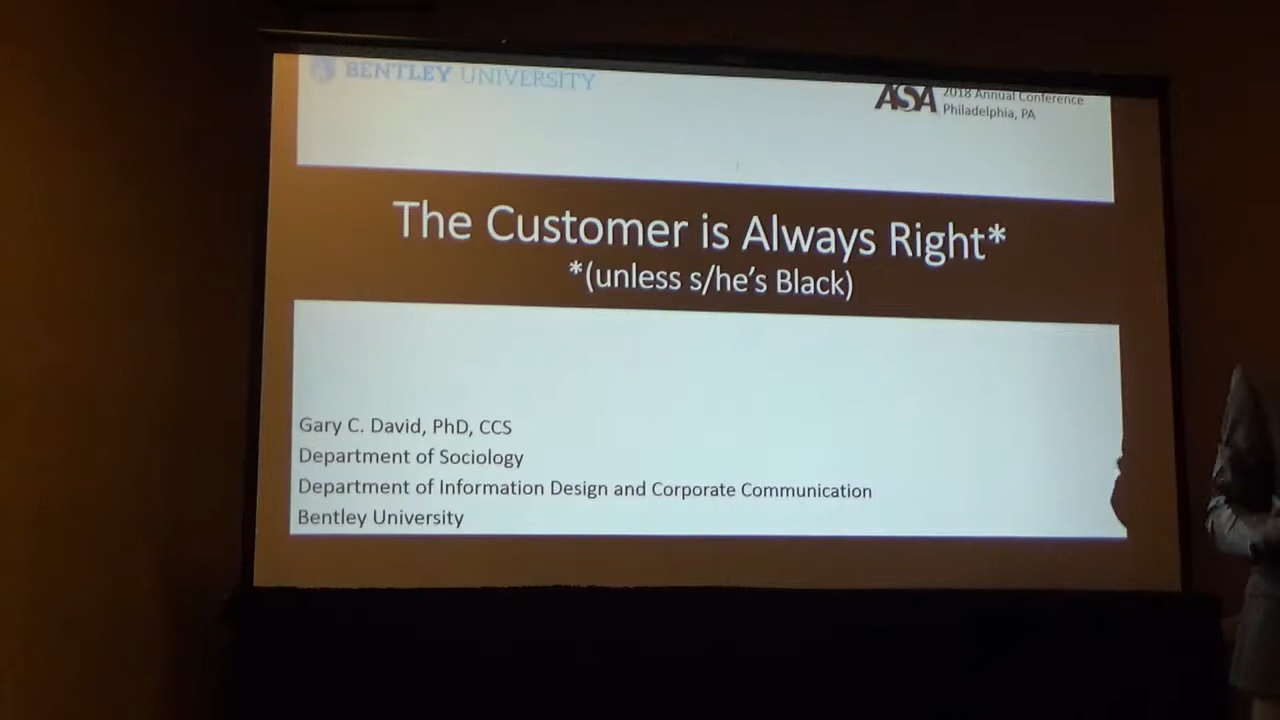 BENTLEY UNIVERSITY
ASA 2018 Annual Conference
Philadelphia, PA
The Customer is Always Right*
*(unless s/he's Black)
Gary C. David, PhD, CCS
Department of Sociology
Department of Information Design and Corporate Communication
Bentley University